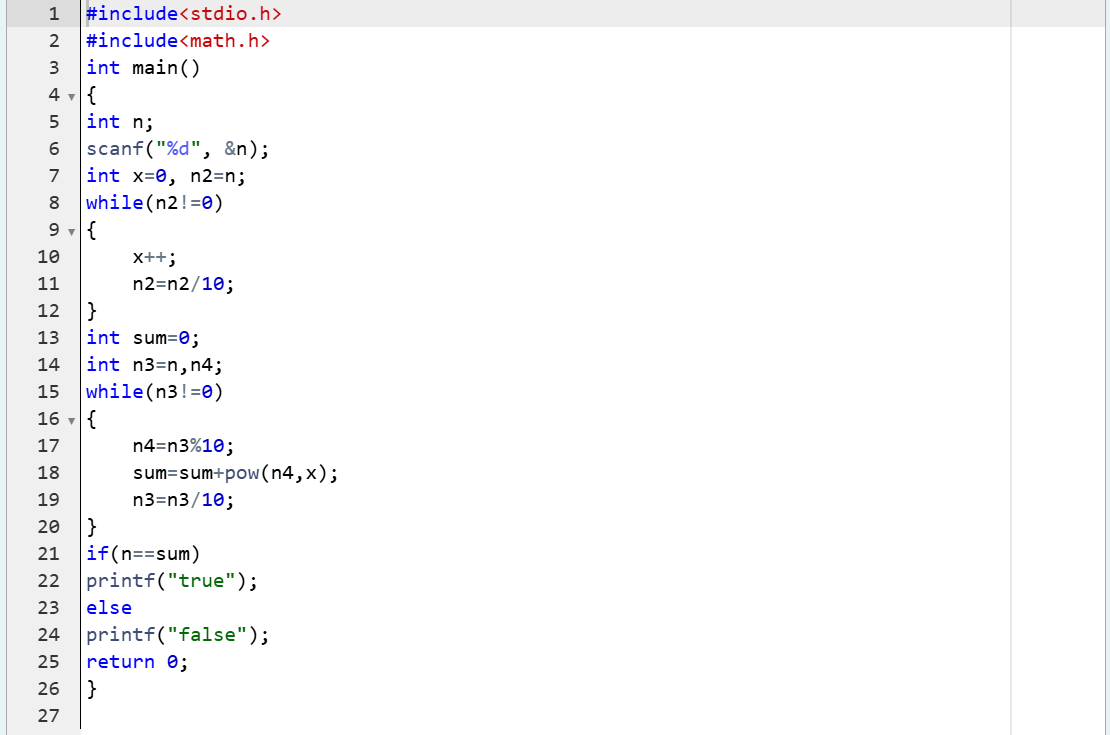 1 #include<stdio.h>
2 #include<math.h>
3 int main()
4 {
5 int n;
6 scanf("%d", &n);
7 int x=0, n2=n;
8 while(n2!=0)
9 {
10     x++;
11     n2=n2/10;
12 }
13 int sum=0;
14 int n3=n,n4;
15 while(n3!=0)
16 {
17     n4=n3%10;
18     sum=sum+pow(n4,x);
19     n3=n3/10;
20 }
21 if(n==sum)
22 printf("true");
23 else
24 printf("false");
25 return 0;
26 }
27